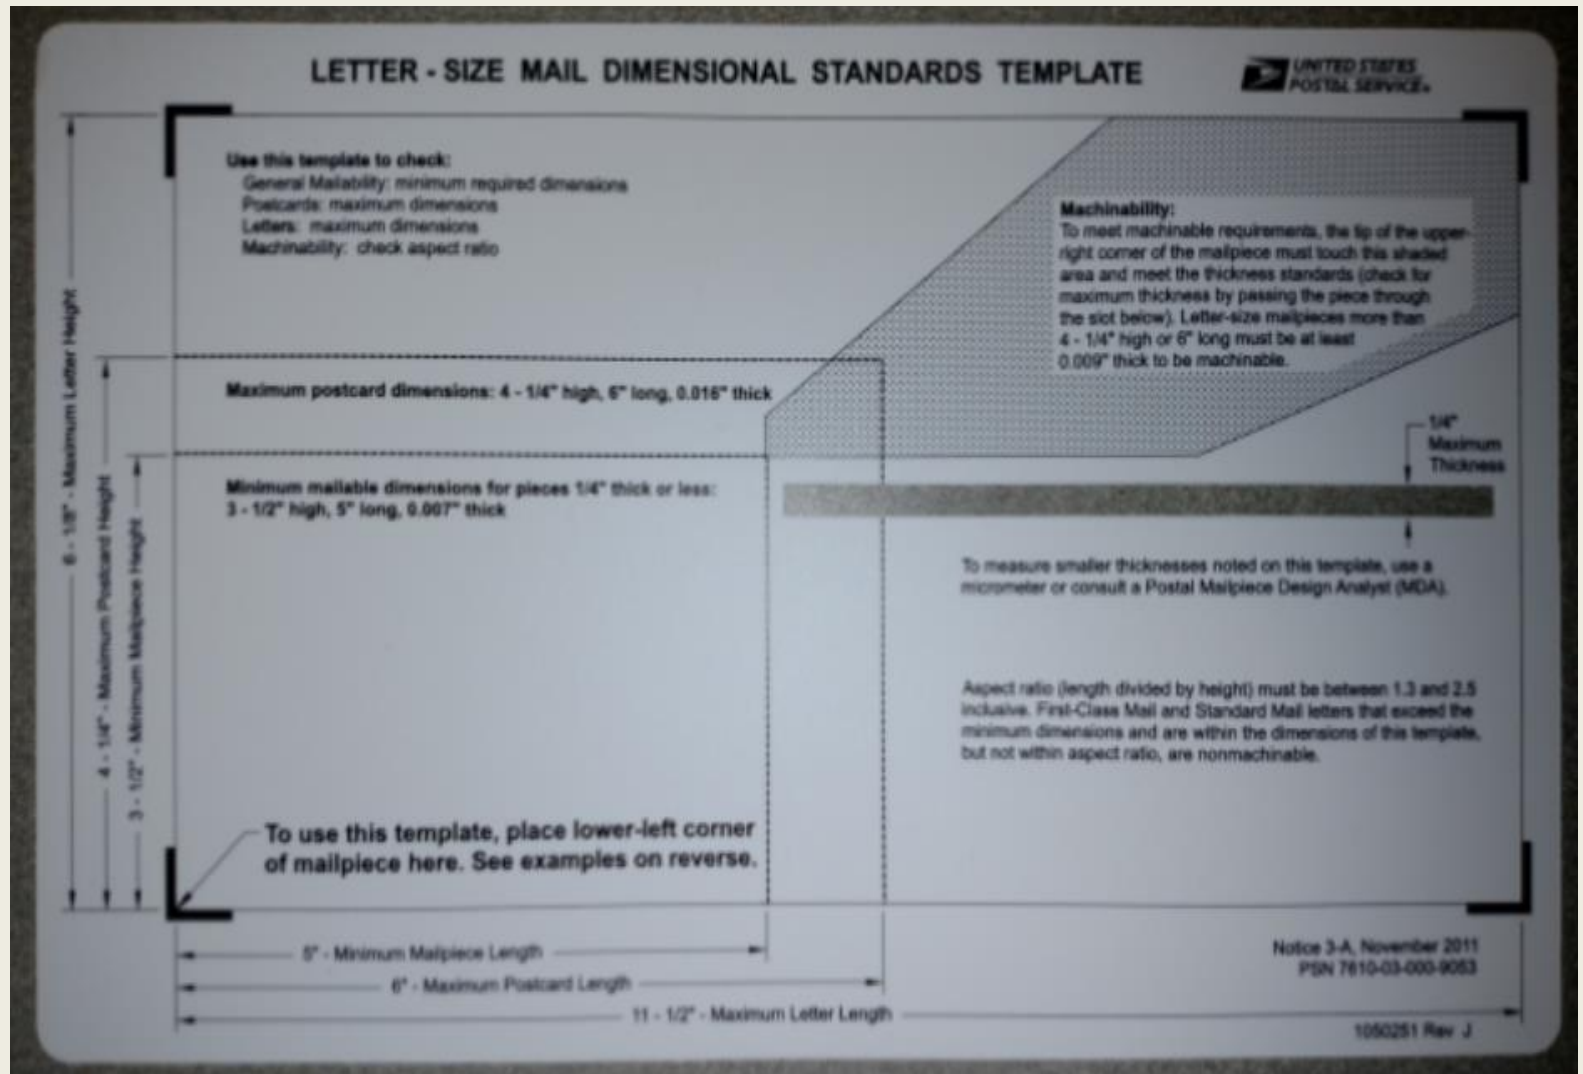 LETTER - SIZE MAIL DIMENSIONAL STANDARDS TEMPLATE
UNITED STATES
POSTAL SERVICE®
Use this template to check:
General Mailability: minimum required dimensions
Postcards: maximum dimensions
Letters: maximum dimensions
Machinability: check aspect ratio
Machinability:
To meet machinable requirements, the tip of the upper-
right corner of the mailpiece must touch this shaded
area and meet the thickness standards (check for
maximum thickness by passing the piece through
the slot below). Letter-size mailpieces more than
4 - 1/4" high or 6" long must be at least
0.009" thick to be machinable.
6 - 1/8" - Maximum Letter Height
4 - 1/4" - Maximum Postcard Height
3 - 1/2" - Minimum Mailpiece Height
Maximum postcard dimensions: 4 - 1/4" high, 6" long, 0.016" thick
Minimum mailable dimensions for pieces 1/4" thick or less:
3 - 1/2" high, 5" long, 0.007" thick
1/4"
Maximum
Thickness
To measure smaller thicknesses noted on this template, use a
micrometer or consult a Postal Mailpiece Design Analyst (MDA).
Aspect ratio (length divided by height) must be between 1.3 and 2.5
inclusive. First-Class Mail and Standard Mail letters that exceed the
minimum dimensions and are within the dimensions of this template,
but not within aspect ratio, are nonmachinable.
To use this template, place lower-left corner
of mailpiece here. See examples on reverse.
5" - Minimum Mailpiece Length
6" - Maximum Postcard Length
11 - 1/2" - Maximum Letter Length
Notice 3-A, November 2011
PSN 7610-03-000-9053
1050251 Rev J